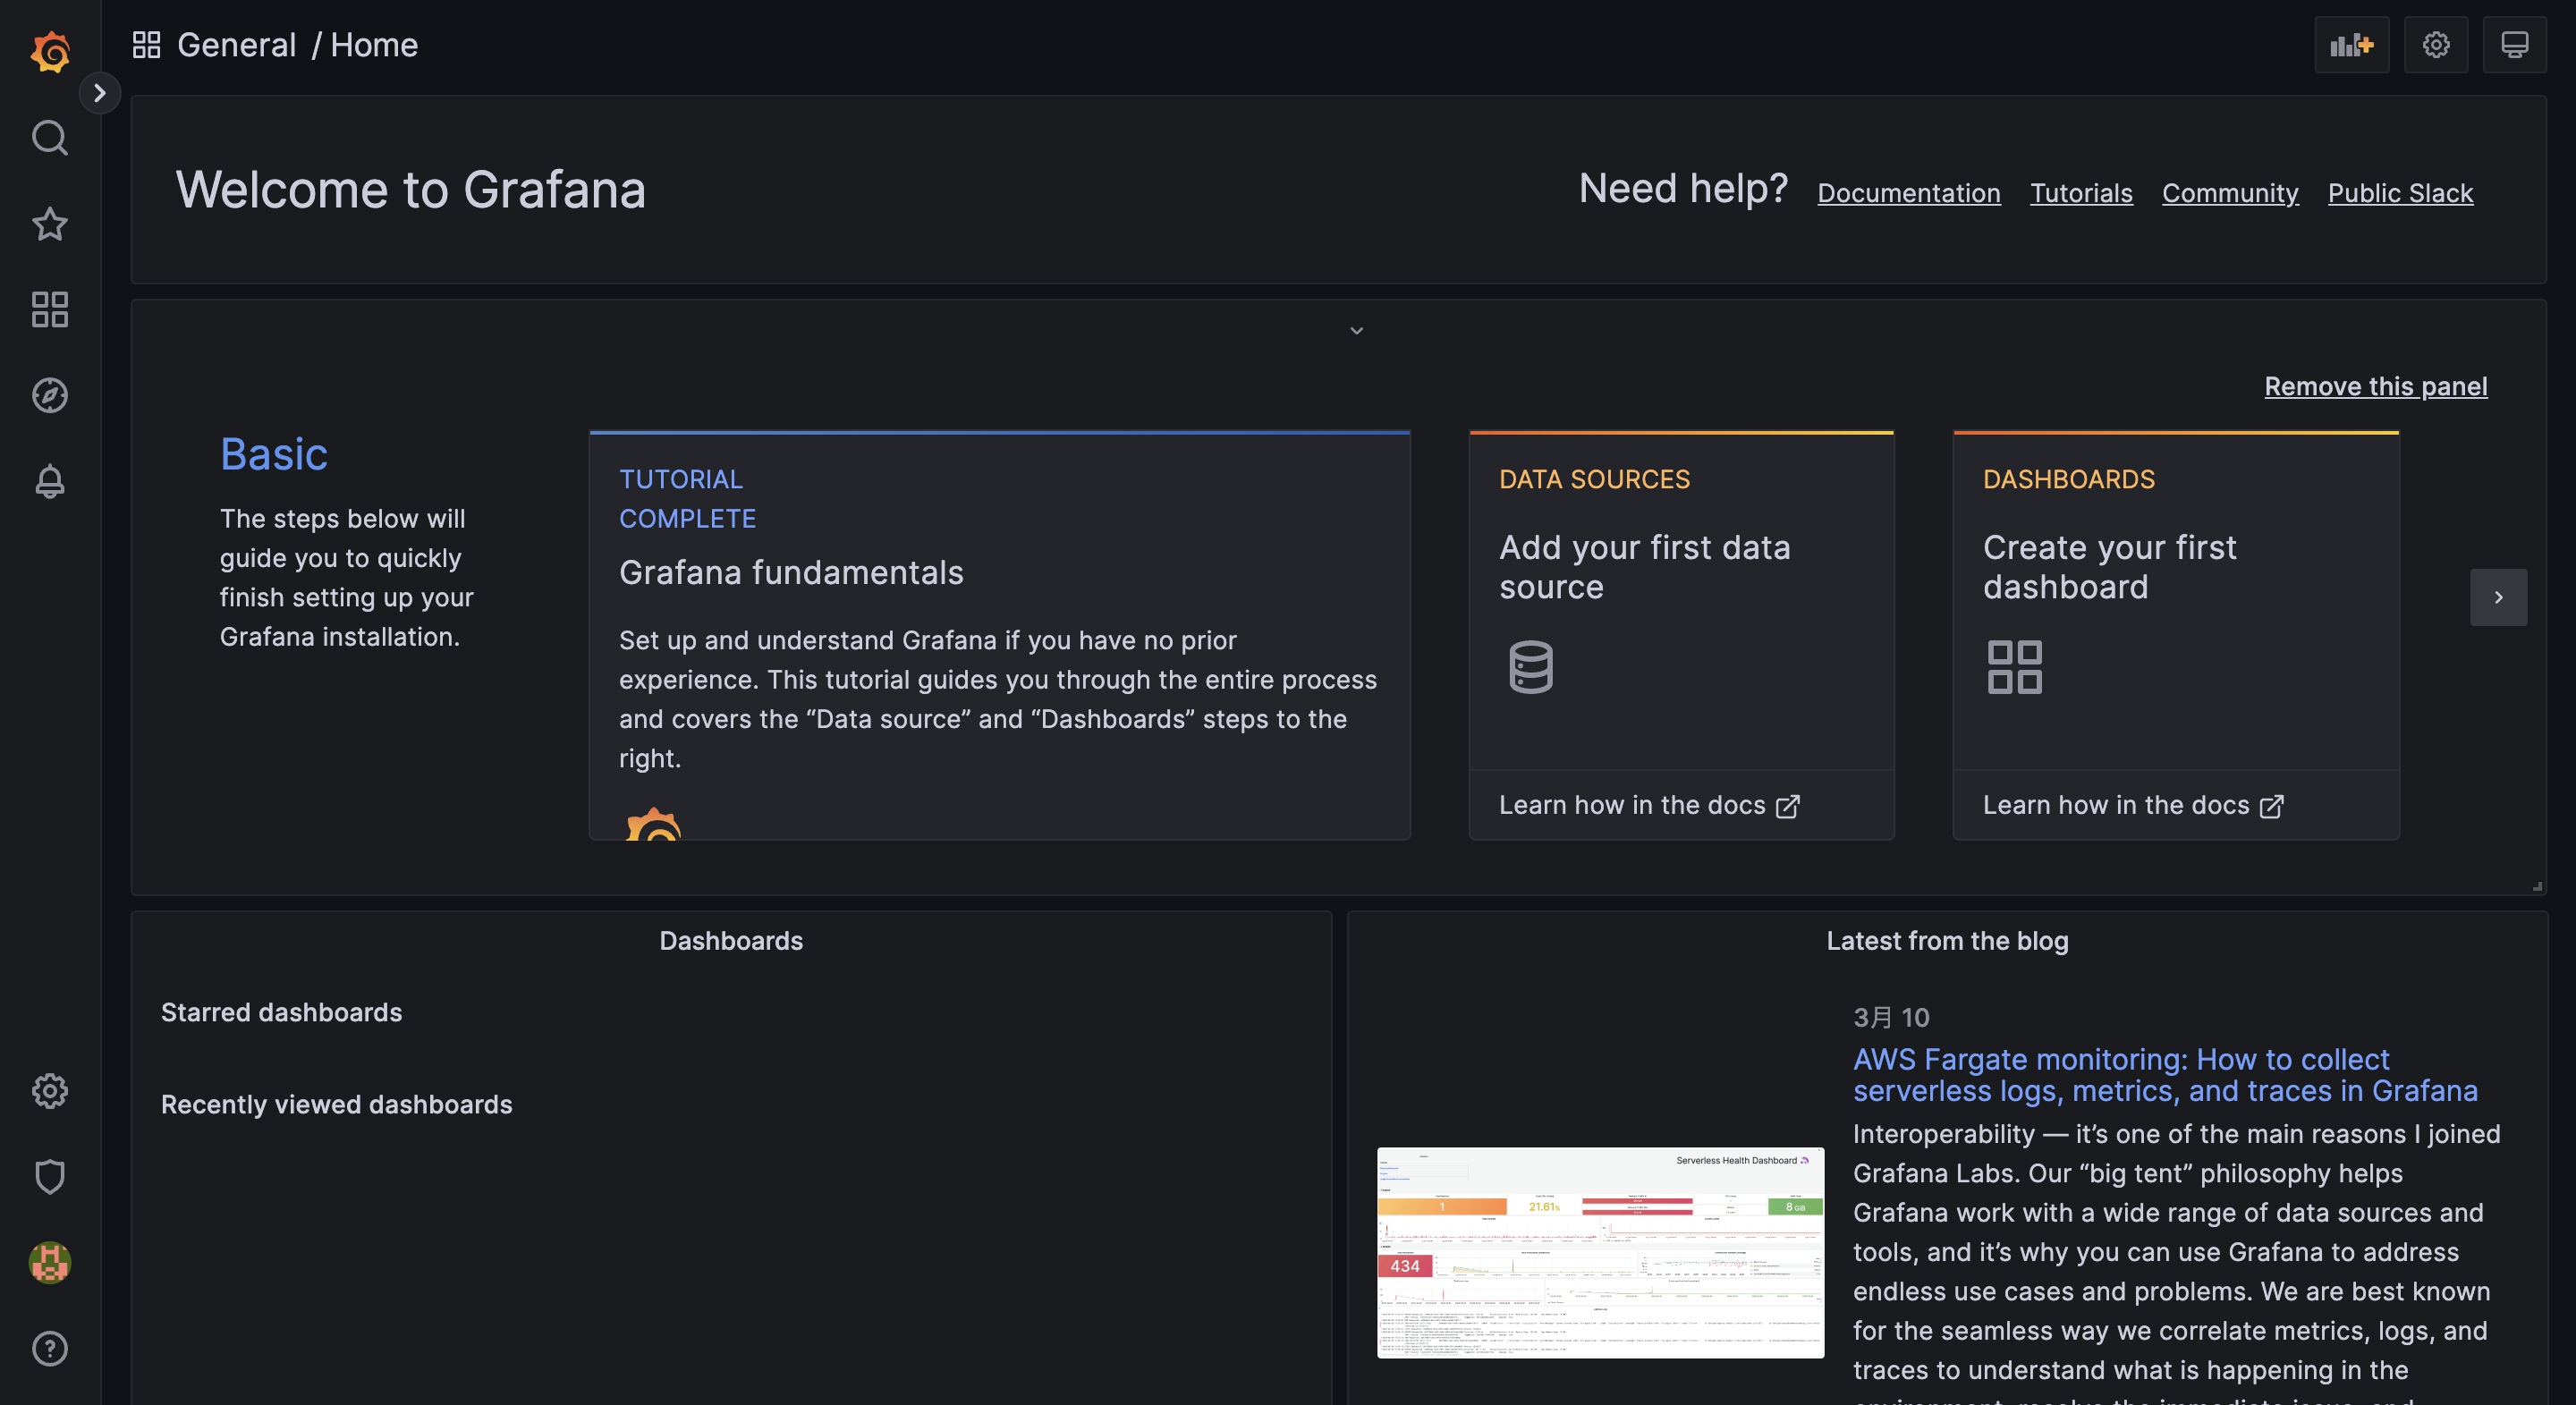 General / Home
Welcome to Grafana
Need help? Documentation Tutorials Community Public Slack
Remove this panel
Basic
The steps below will
guide you to quickly
finish setting up your
Grafana installation.
TUTORIAL
COMPLETE
Grafana fundamentals
Set up and understand Grafana if you have no prior
experience. This tutorial guides you through the entire process
and covers the “Data source” and “Dashboards” steps to the
right.
DATA SOURCES
Add your first data
source
Learn how in the docs
DASHBOARDS
Create your first
dashboard
Learn how in the docs
Dashboards
Starred dashboards
Recently viewed dashboards
Latest from the blog
3月 10
AWS Fargate monitoring: How to collect
serverless logs, metrics, and traces in Grafana
Interoperability — it’s one of the main reasons I joined
Grafana Labs. Our “big tent” philosophy helps
Grafana work with a wide range of data sources and
tools, and it’s why you can use Grafana to address
endless use cases and problems. We are best known
for the seamless way we correlate metrics, logs, and
traces to understand what is happening in the
Serverless Health Dashboard
1
21.61%
8 GiB
434